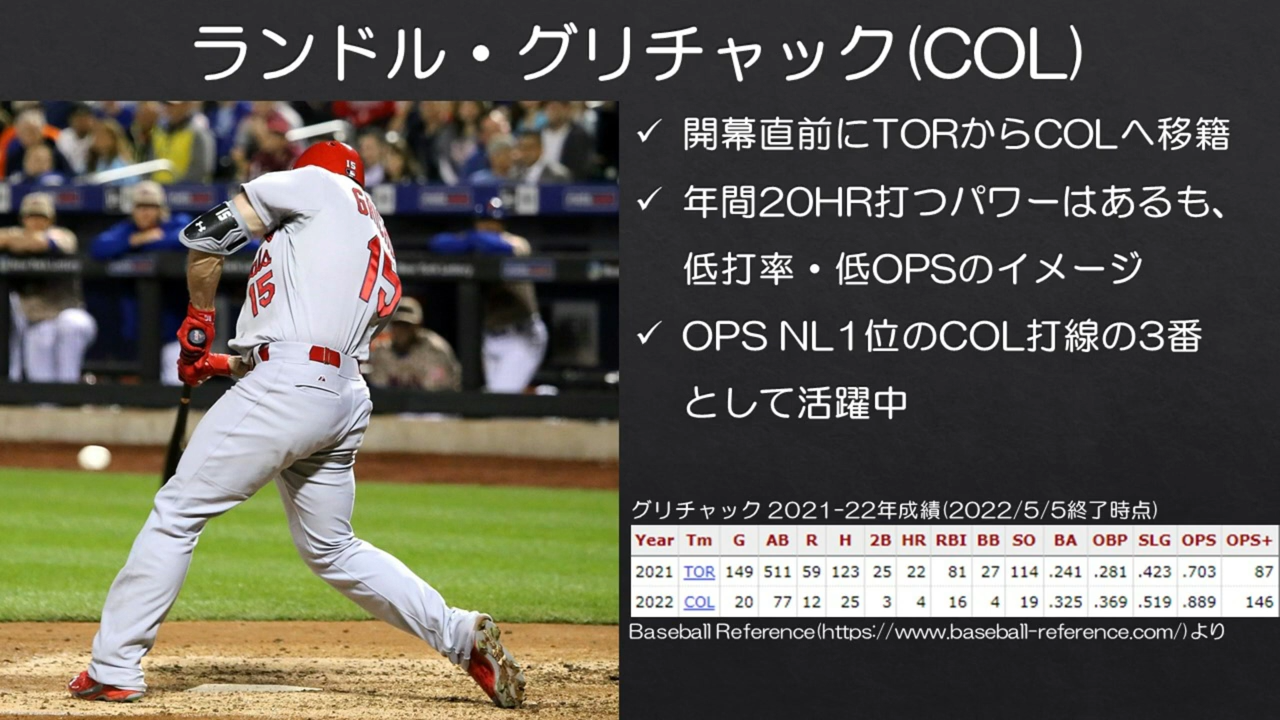 ランドル・グリチャック(COL)
✓ 開幕直前にTORからCOLへ移籍
✓ 年間20HR打つパワーはあるも、
低打率・低OPSのイメージ
✓ OPS NL1位のCOL打線の3番
として活躍中
15
15
15
15
グリチャック 2021-22年成績(2022/5/5終了時点)
Year Tm G AB R H 2B HR RBI BB SO BA OBP SLG OPS OPS+
2021 TOR 149 511 59 123 25 22 81 27 114 .241 .281 .423 .703 87
2022 COL 20 77 12 25 3 4 16 4 19 .325 .369 .519 .889 146
Baseball Reference(https://www.baseball-reference.com/)より